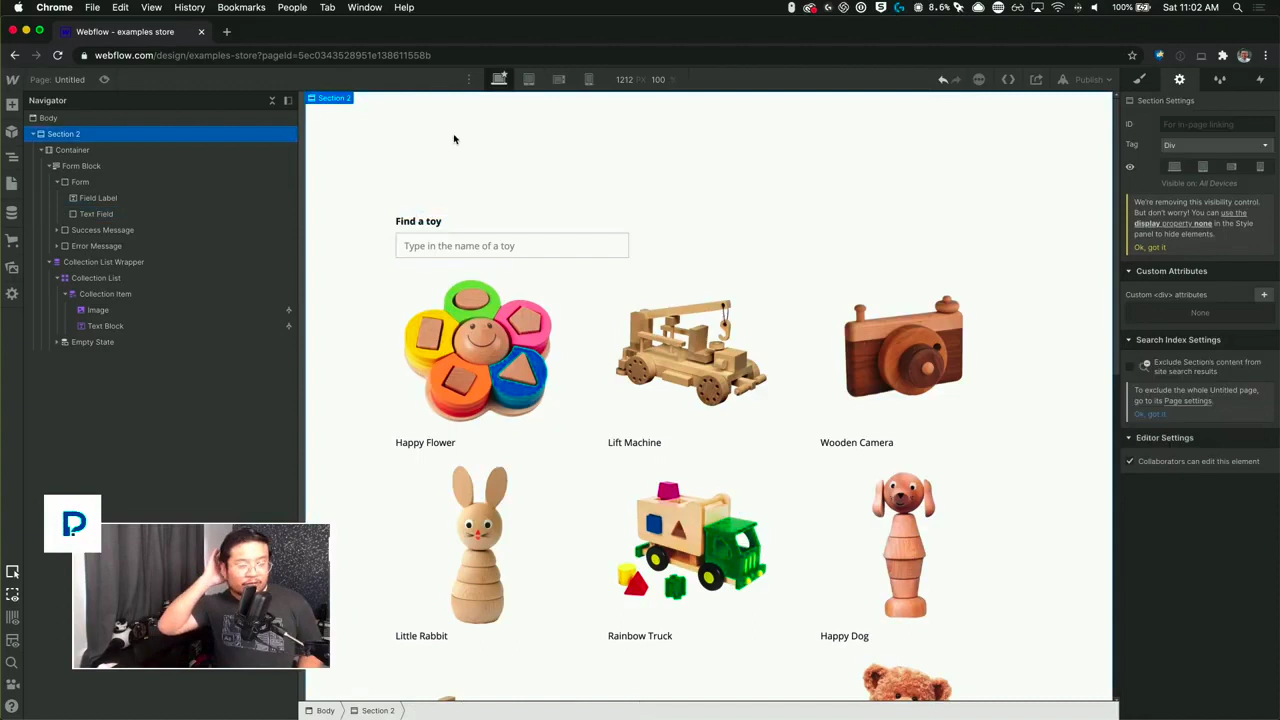 Chrome File Edit View History Bookmarks People Tab Window Help
8.6% 100% Sat 11:02 AM
Webflow - examples store
webflow.com/design/examples-store?pageId=5ec0343528951e138611558b
Page: Untitled
1212 PX 100 %
Publish
Navigator
Body
Section 2
Container
Form Block
Form
Field Label
Text Field
Success Message
Error Message
Collection List Wrapper
Collection List
Collection Item
Image
Text Block
Empty State
Section 2
Find a toy
Type in the name of a toy
Happy Flower
Lift Machine
Wooden Camera
Little Rabbit
Rainbow Truck
Happy Dog
Body
Section 2
Section Settings
ID:
For in-page linking
Tag
Div
Visible on: All Devices
We're removing this visibility control.
But don't worry! You can use the
display property none in the Style
panel to hide elements.
Ok, got it
Custom Attributes
Custom <div> attributes
None
Search Index Settings
Exclude Section's content from
site search results
To exclude the whole Untitled page,
go to its Page settings.
Ok, got it
Editor Settings
Collaborators can edit this element